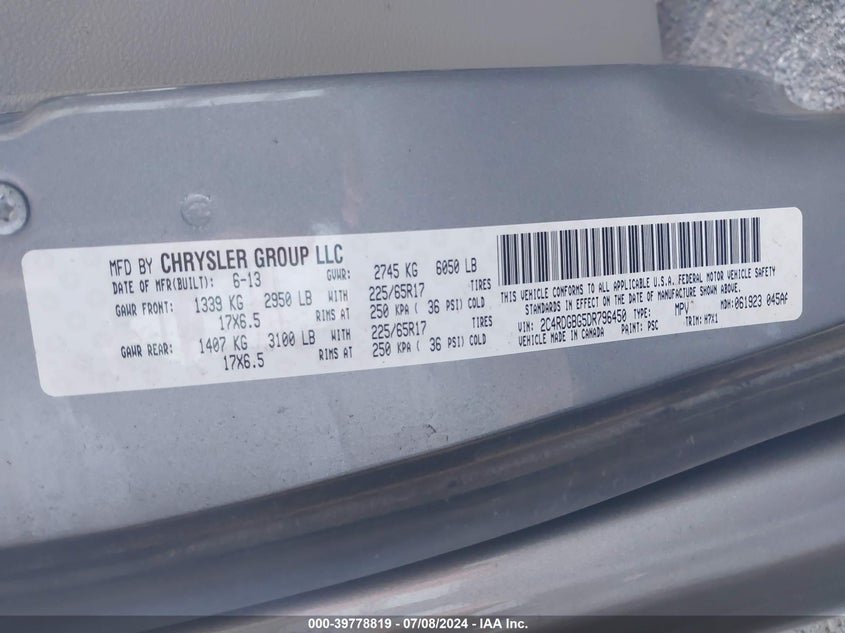 MFD BY CHRYSLER GROUP LLC
DATE OF MFR(BUILT): 6-13 GVWR: 2745 KG 6050 LB
GAWR FRONT: 1339 KG 2950 LB WITH 225/65R17 TIRES
17X6.5 RIMS AT 250 KPA ( 36 PSI) COLD
GAWR REAR: 1407 KG 3100 LB WITH 225/65R17 TIRES
17X6.5 RIMS AT 250 KPA ( 36 PSI) COLD
THIS VEHICLE CONFORMS TO ALL APPLICABLE U.S.A. FEDERAL MOTOR VEHICLE SAFETY
STANDARDS IN EFFECT ON THE DATE OF MANUFACTURE SHOWN ABOVE.
VIN: 2C4RDGBG5DR796450 TYPE: MPV MDH: 061923 045AF
VEHICLE MADE IN CANADA PAINT: PSC TRIM: H7X1
000-39778819 / 07/08/2024 - IAA Inc.